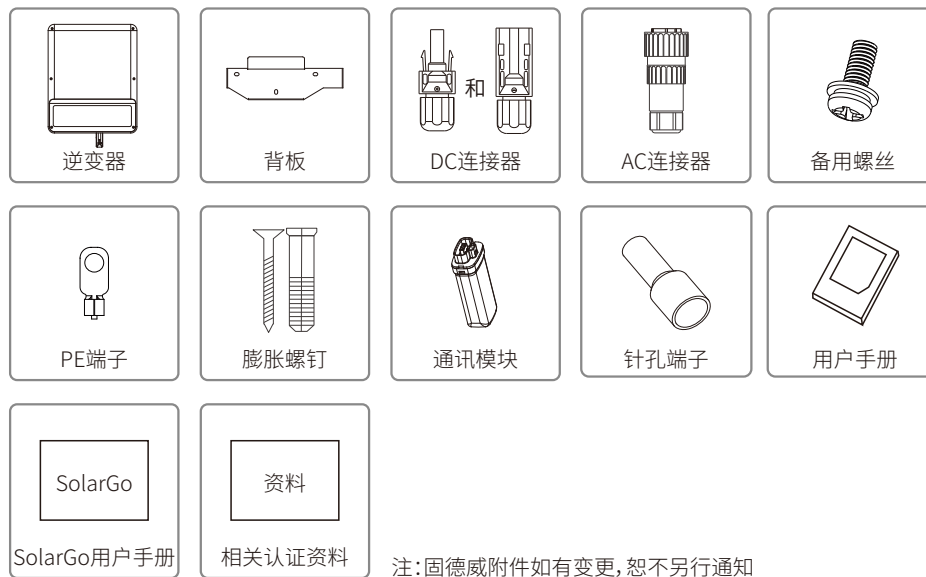 和
逆变器
背板
DC连接器
AC连接器
备用螺丝
PE端子
膨胀螺钉
通讯模块
针孔端子
用户手册
SolarGo
SolarGo用户手册
资料
相关认证资料
注:固德威附件如有变更,恕不另行通知